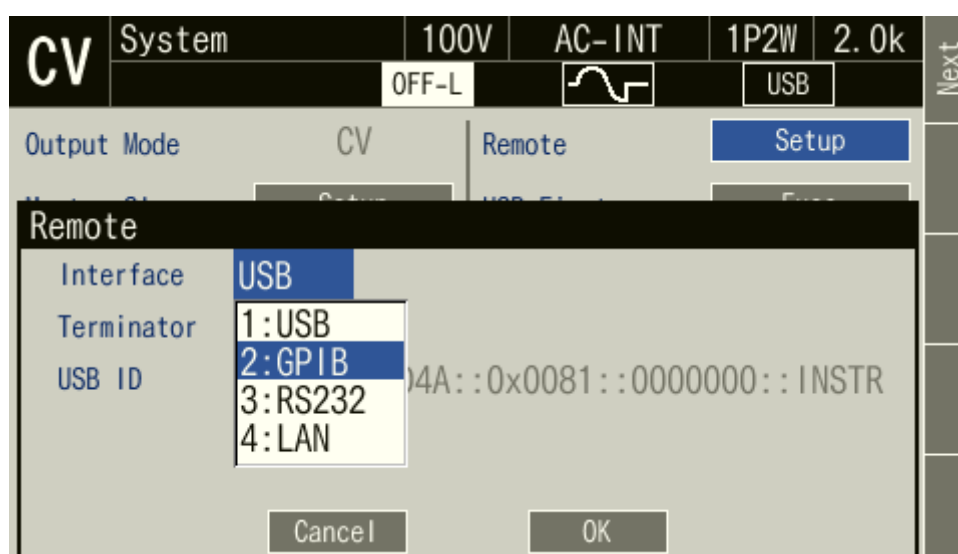 CV System 100V AC-INT 1P2W 2.0k
OFF-L USB
Next
Output Mode CV Remote Setup
Remote
Interface USB
Terminator
1:USB
2:GPIB
3:RS232
4:LAN
USB ID 04A::0x0081::0000000::INSTR
Cancel OK